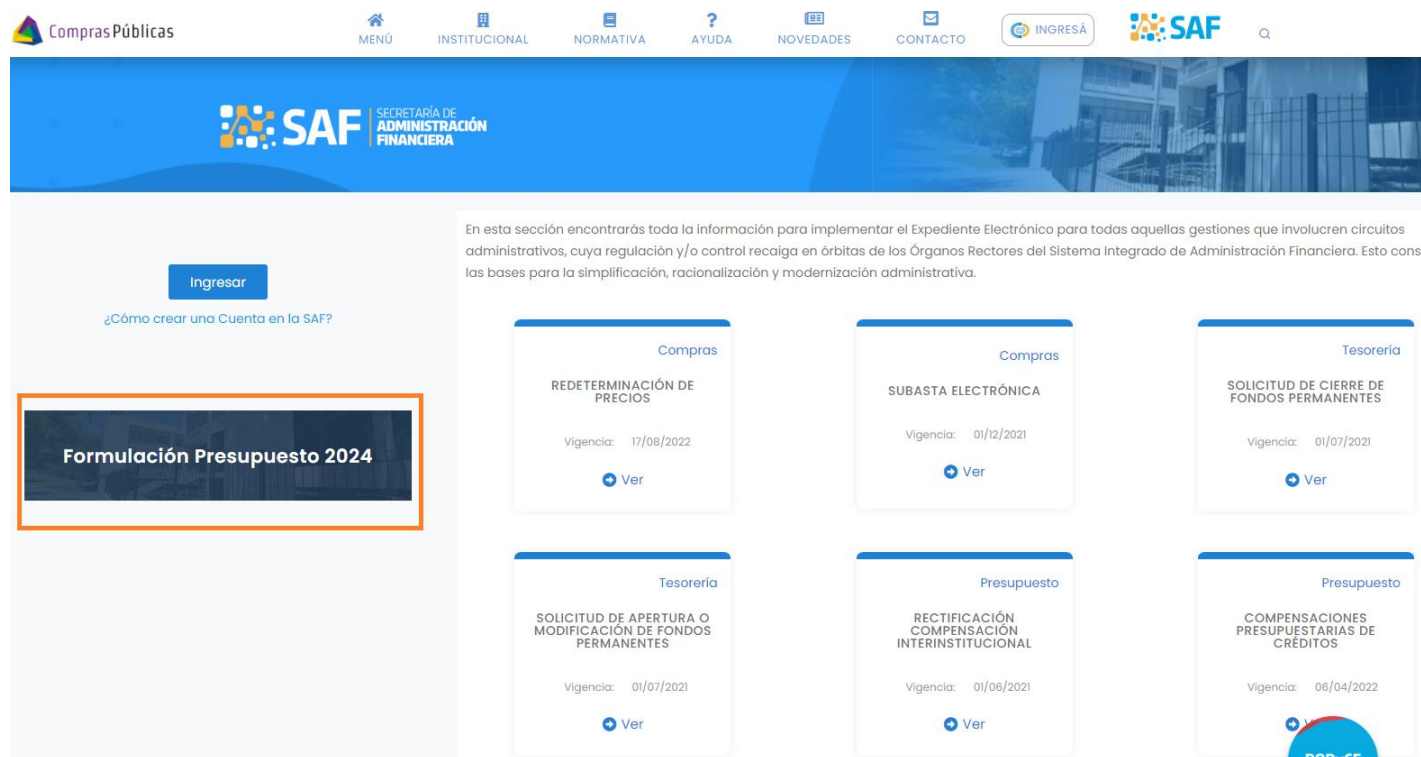 ComprasPúblicas
MENÚ
INSTITUCIONAL
NORMATIVA
AYUDA
NOVEDADES
CONTACTO
INGRESÁ
SAF
SAF
SECRETARÍA DE
ADMINISTRACIÓN
FINANCIERA
En esta sección encontrarás toda la información para implementar el Expediente Electrónico para todas aquellas gestiones que involucren circuitos
administrativos, cuya regulación y/o control recaiga en órbitas de los Órganos Rectores del Sistema Integrado de Administración Financiera. Esto cons
las bases para la simplificación, racionalización y modernización administrativa.
Ingresar
¿Cómo crear una Cuenta en la SAF?
Formulación Presupuesto 2024
Compras
REDETERMINACIÓN DE
PRECIOS
Vigencia: 17/08/2022
Ver
Compras
SUBASTA ELECTRÓNICA
Vigencia: 01/12/2021
Ver
Tesorería
SOLICITUD DE CIERRE DE
FONDOS PERMANENTES
Vigencia: 01/07/2021
Ver
Tesorería
SOLICITUD DE APERTURA O
MODIFICACIÓN DE FONDOS
PERMANENTES
Vigencia: 01/07/2021
Ver
Presupuesto
RECTIFICACIÓN
COMPENSACIÓN
INTERINSTITUCIONAL
Vigencia: 01/06/2021
Ver
Presupuesto
COMPENSACIONES
PRESUPUESTARIAS DE
CRÉDITOS
Vigencia: 06/04/2022